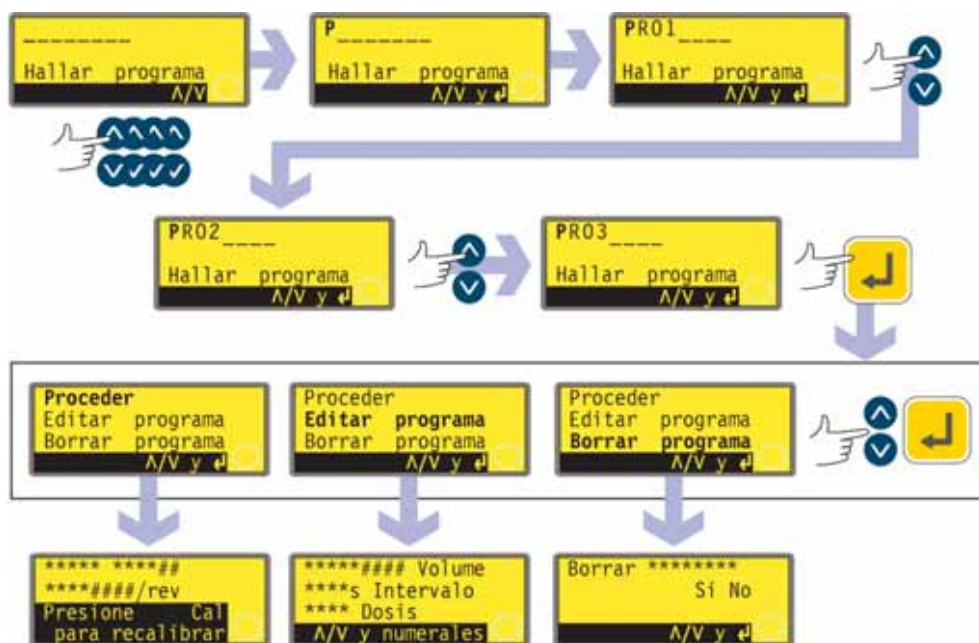 ________
Hallar programa
Λ/V
P_______
Hallar programa
Λ/V y ↲
PRO1____
Hallar programa
Λ/V y ↲
PRO2____
Hallar programa
Λ/V y ↲
PRO3____
Hallar programa
Λ/V y ↲
Proceder
Editar programa
Borrar programa
Λ/V y ↲
Proceder
Editar programa
Borrar programa
Λ/V y ↲
Proceder
Editar programa
Borrar programa
Λ/V y ↲
***** ****##
****####/rev
Presione Cal
para recalibrar
*****#### Volume
****s Intervalo
**** Dosis
Λ/V y numerales
Borrar ********
Sí No
Λ/V y ↲